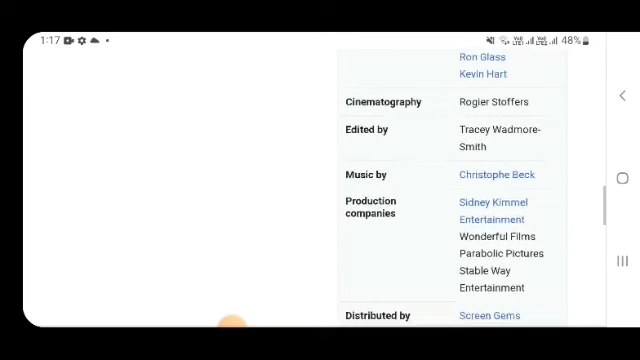 1:17 48%
Ron Glass
Kevin Hart
Cinematography Rogier Stoffers
Edited by Tracey Wadmore-
Smith
Music by Christophe Beck
Production Sidney Kimmel
companies Entertainment
Wonderful Films
Parabolic Pictures
Stable Way
Entertainment
Distributed by Screen Gems